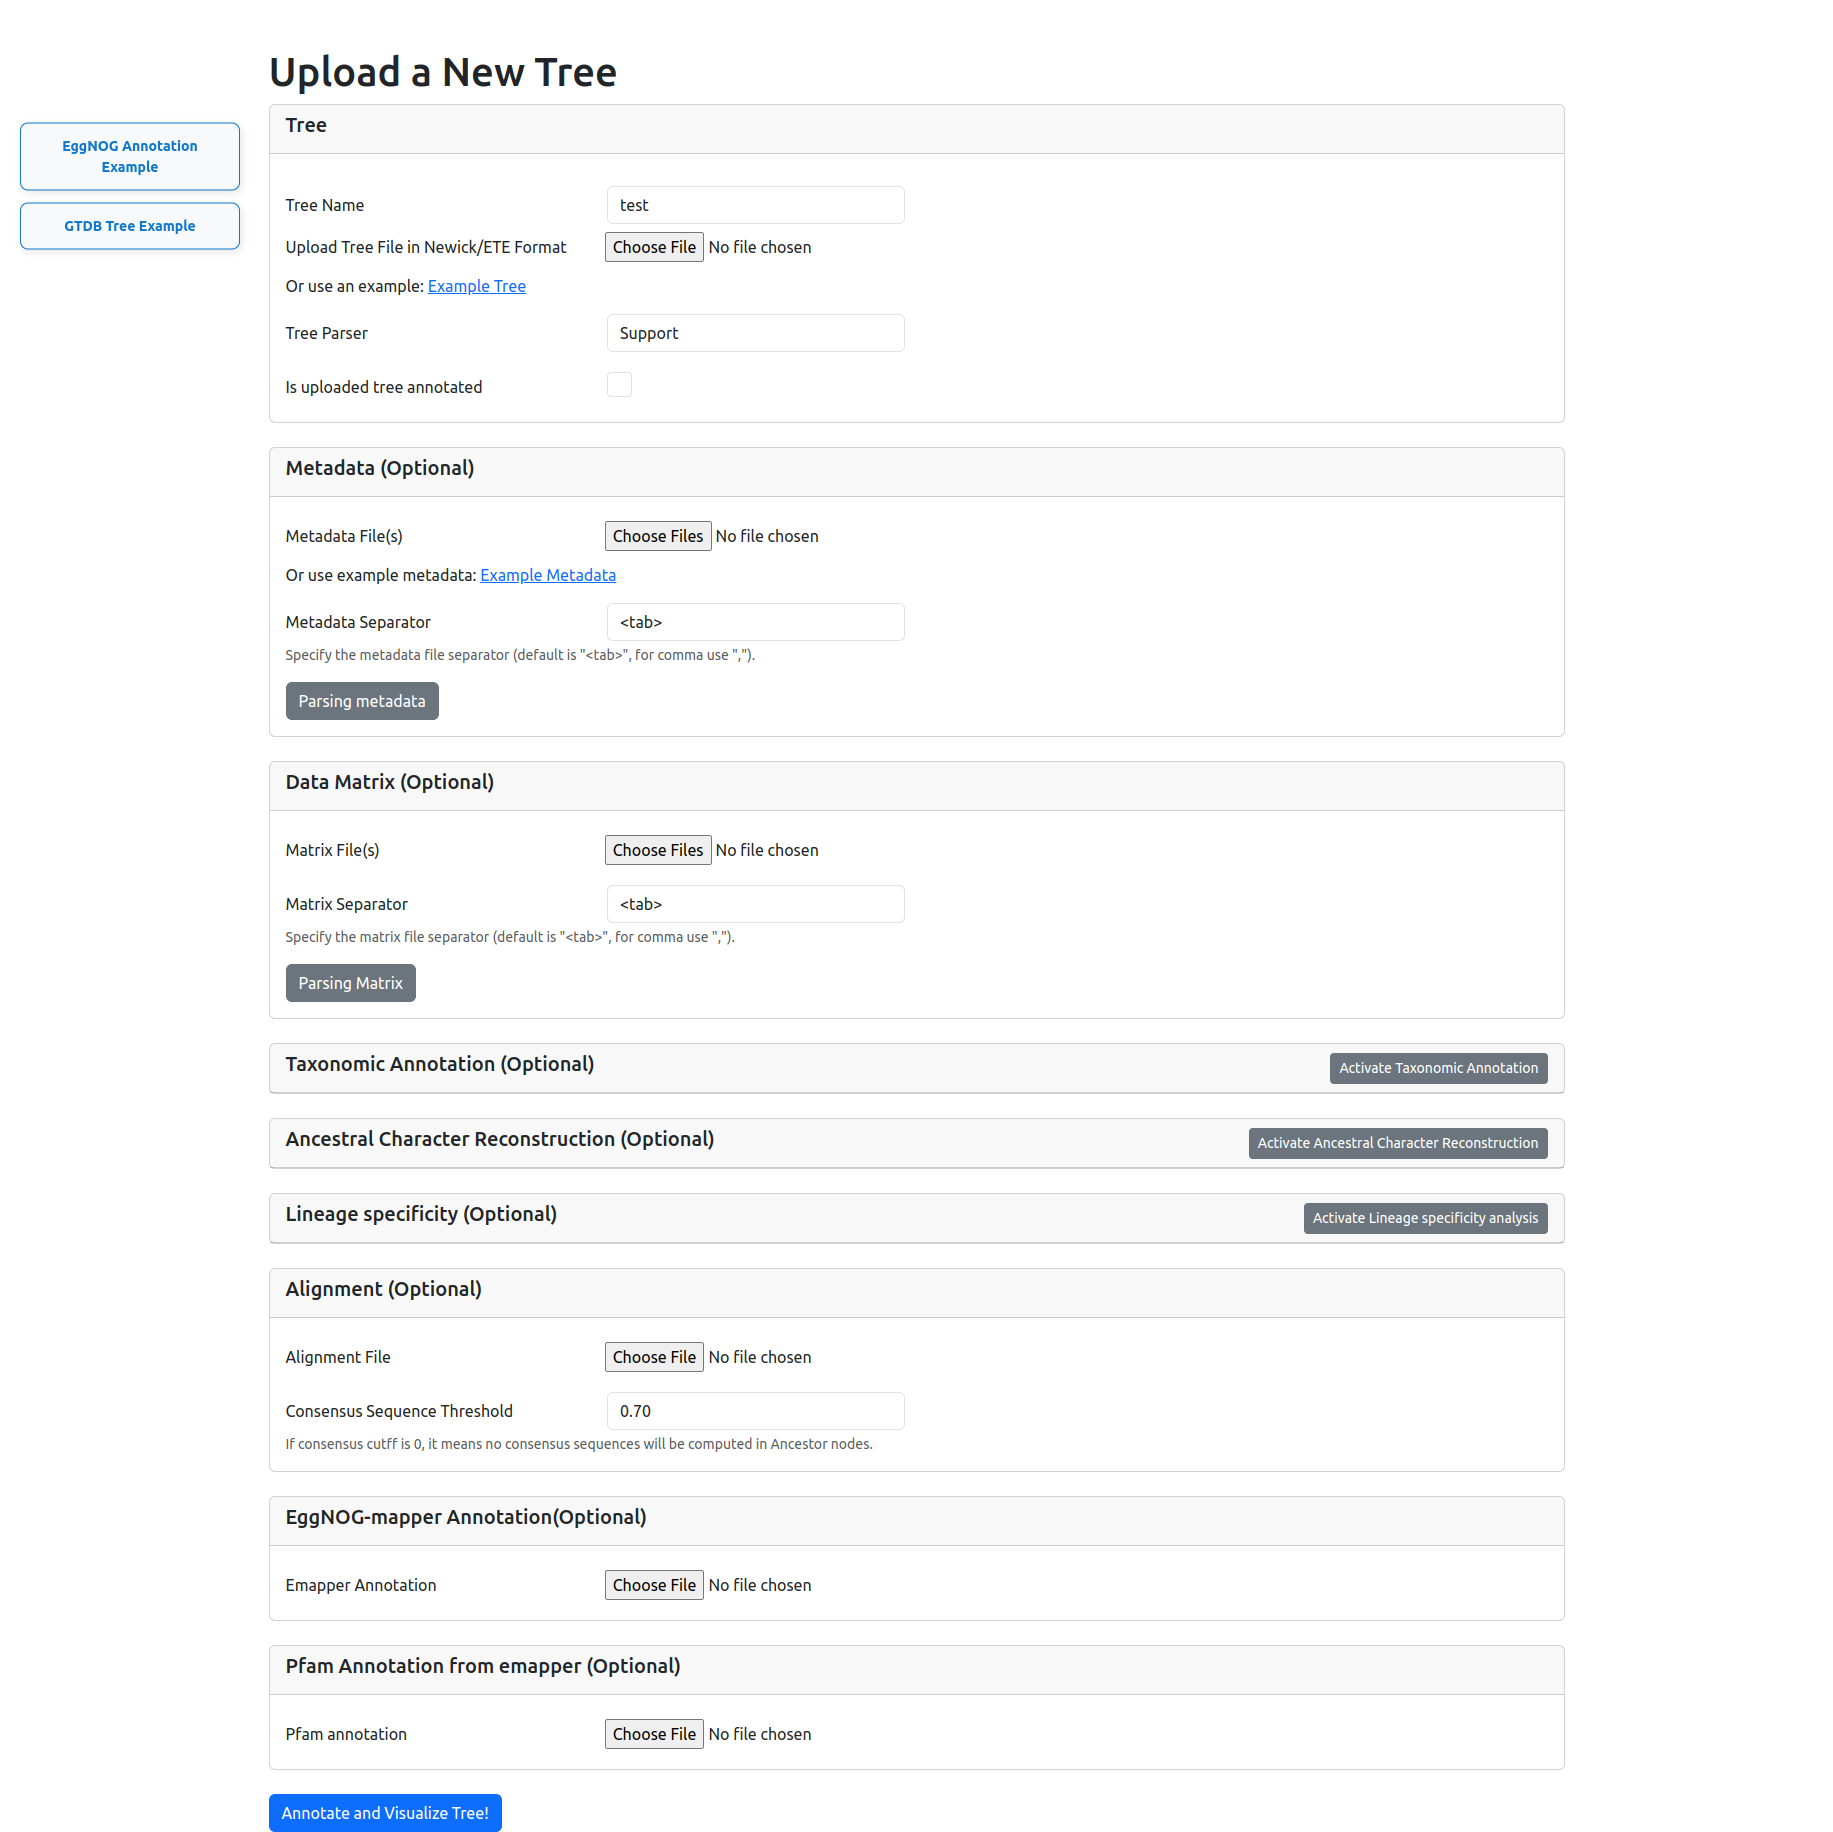 Upload a New Tree
EggNOG Annotation
Example
GTDB Tree Example
Tree
Tree Name
test
Upload Tree File in Newick/ETE Format
Choose File No file chosen
Or use an example: Example Tree
Tree Parser
Support
Is uploaded tree annotated
Metadata (Optional)
Metadata File(s)
Choose Files No file chosen
Or use example metadata: Example Metadata
Metadata Separator
<tab>
Specify the metadata file separator (default is "<tab>", for comma use ",").
Parsing metadata
Data Matrix (Optional)
Matrix File(s)
Choose Files No file chosen
Matrix Separator
<tab>
Specify the matrix file separator (default is "<tab>", for comma use ",").
Parsing Matrix
Taxonomic Annotation (Optional)
Activate Taxonomic Annotation
Ancestral Character Reconstruction (Optional)
Activate Ancestral Character Reconstruction
Lineage specificity (Optional)
Activate Lineage specificity analysis
Alignment (Optional)
Alignment File
Choose File No file chosen
Consensus Sequence Threshold
0.70
If consensus cutff is 0, it means no consensus sequences will be computed in Ancestor nodes.
EggNOG-mapper Annotation(Optional)
Emapper Annotation
Choose File No file chosen
Pfam Annotation from emapper (Optional)
Pfam annotation
Choose File No file chosen
Annotate and Visualize Tree!